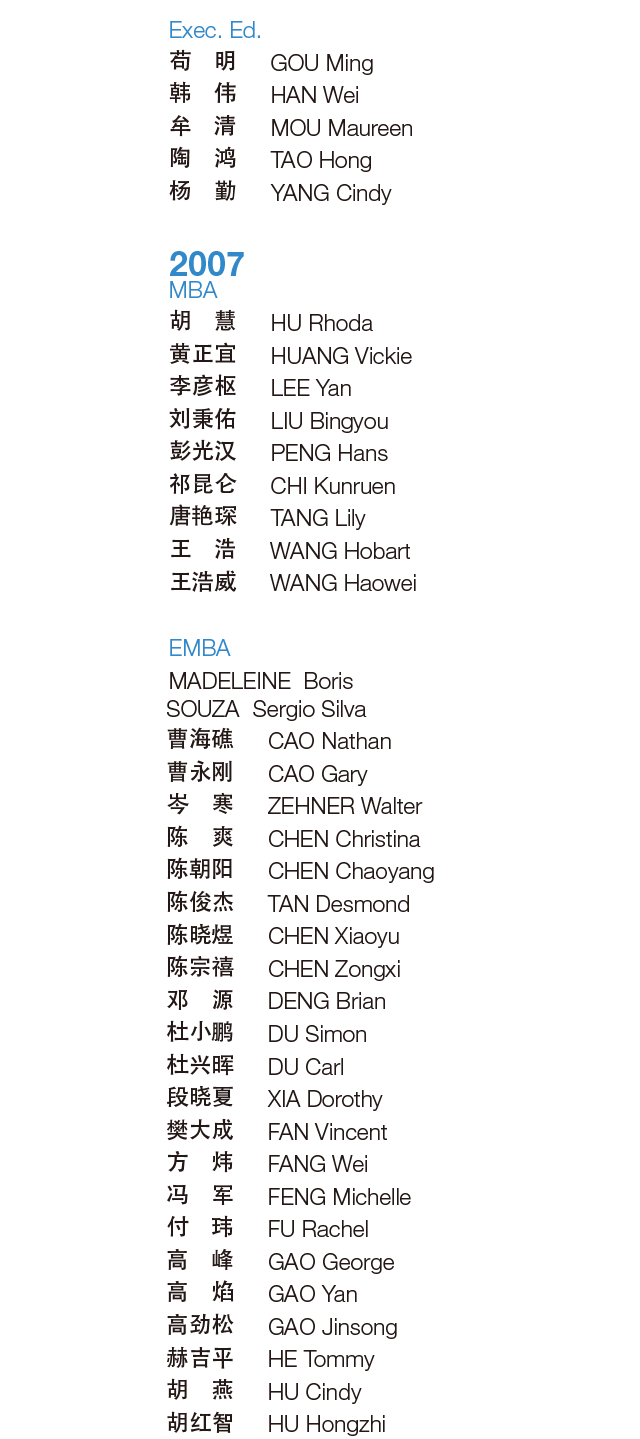 Exec. Ed.
苟 明 GOU Ming
韩 伟 HAN Wei
牟 清 MOU Maureen
陶 鸿 TAO Hong
杨 勤 YANG Cindy
2007
MBA
胡 慧 HU Rhoda
黄正宜 HUANG Vickie
李彦枢 LEE Yan
刘秉佑 LIU Bingyou
彭光汉 PENG Hans
祁昆仑 CHI Kunruen
唐艳琛 TANG Lily
王 浩 WANG Hobart
王浩威 WANG Haowei
EMBA
MADELEINE Boris
SOUZA Sergio Silva
曹海礁 CAO Nathan
曹永刚 CAO Gary
岑 寒 ZEHNER Walter
陈 爽 CHEN Christina
陈朝阳 CHEN Chaoyang
陈俊杰 TAN Desmond
陈晓煜 CHEN Xiaoyu
陈宗禧 CHEN Zongxi
邓 源 DENG Brian
杜小鹏 DU Simon
杜兴晖 DU Carl
段晓夏 XIA Dorothy
樊大成 FAN Vincent
方 炜 FANG Wei
冯 军 FENG Michelle
付 玮 FU Rachel
高 峰 GAO George
高 焰 GAO Yan
高劲松 GAO Jinsong
赫吉平 HE Tommy
胡 燕 HU Cindy
胡红智 HU Hongzhi